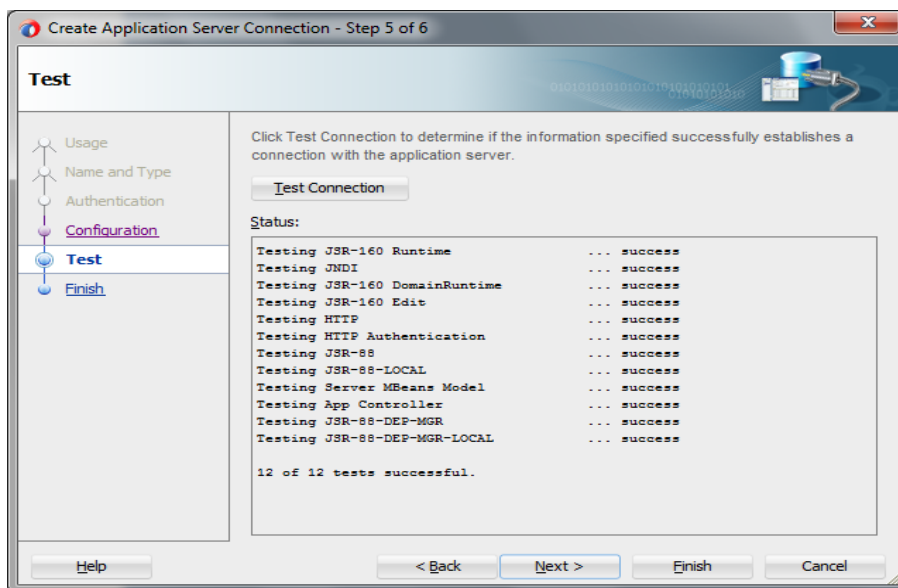 Create Application Server Connection - Step 5 of 6
Test
Usage
Name and Type
Authentication
Configuration
Test
Finish
Click Test Connection to determine if the information specified successfully establishes a
connection with the application server.
Test Connection
Status:
Testing JSR-160 Runtime ... success
Testing JNDI ... success
Testing JSR-160 DomainRuntime ... success
Testing JSR-160 Edit ... success
Testing HTTP ... success
Testing HTTP Authentication ... success
Testing JSR-88 ... success
Testing JSR-88-LOCAL ... success
Testing Server MBeans Model ... success
Testing App Controller ... success
Testing JSR-88-DEP-MGR ... success
Testing JSR-88-DEP-MGR-LOCAL ... success
12 of 12 tests successful.
Help
< Back
Next >
Finish
Cancel